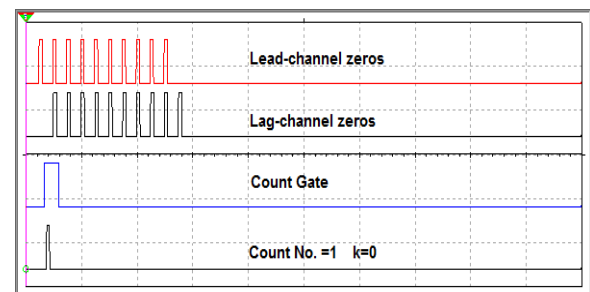 Lead-channel zeros
Lag-channel zeros
Count Gate
Count No. =1 k=0